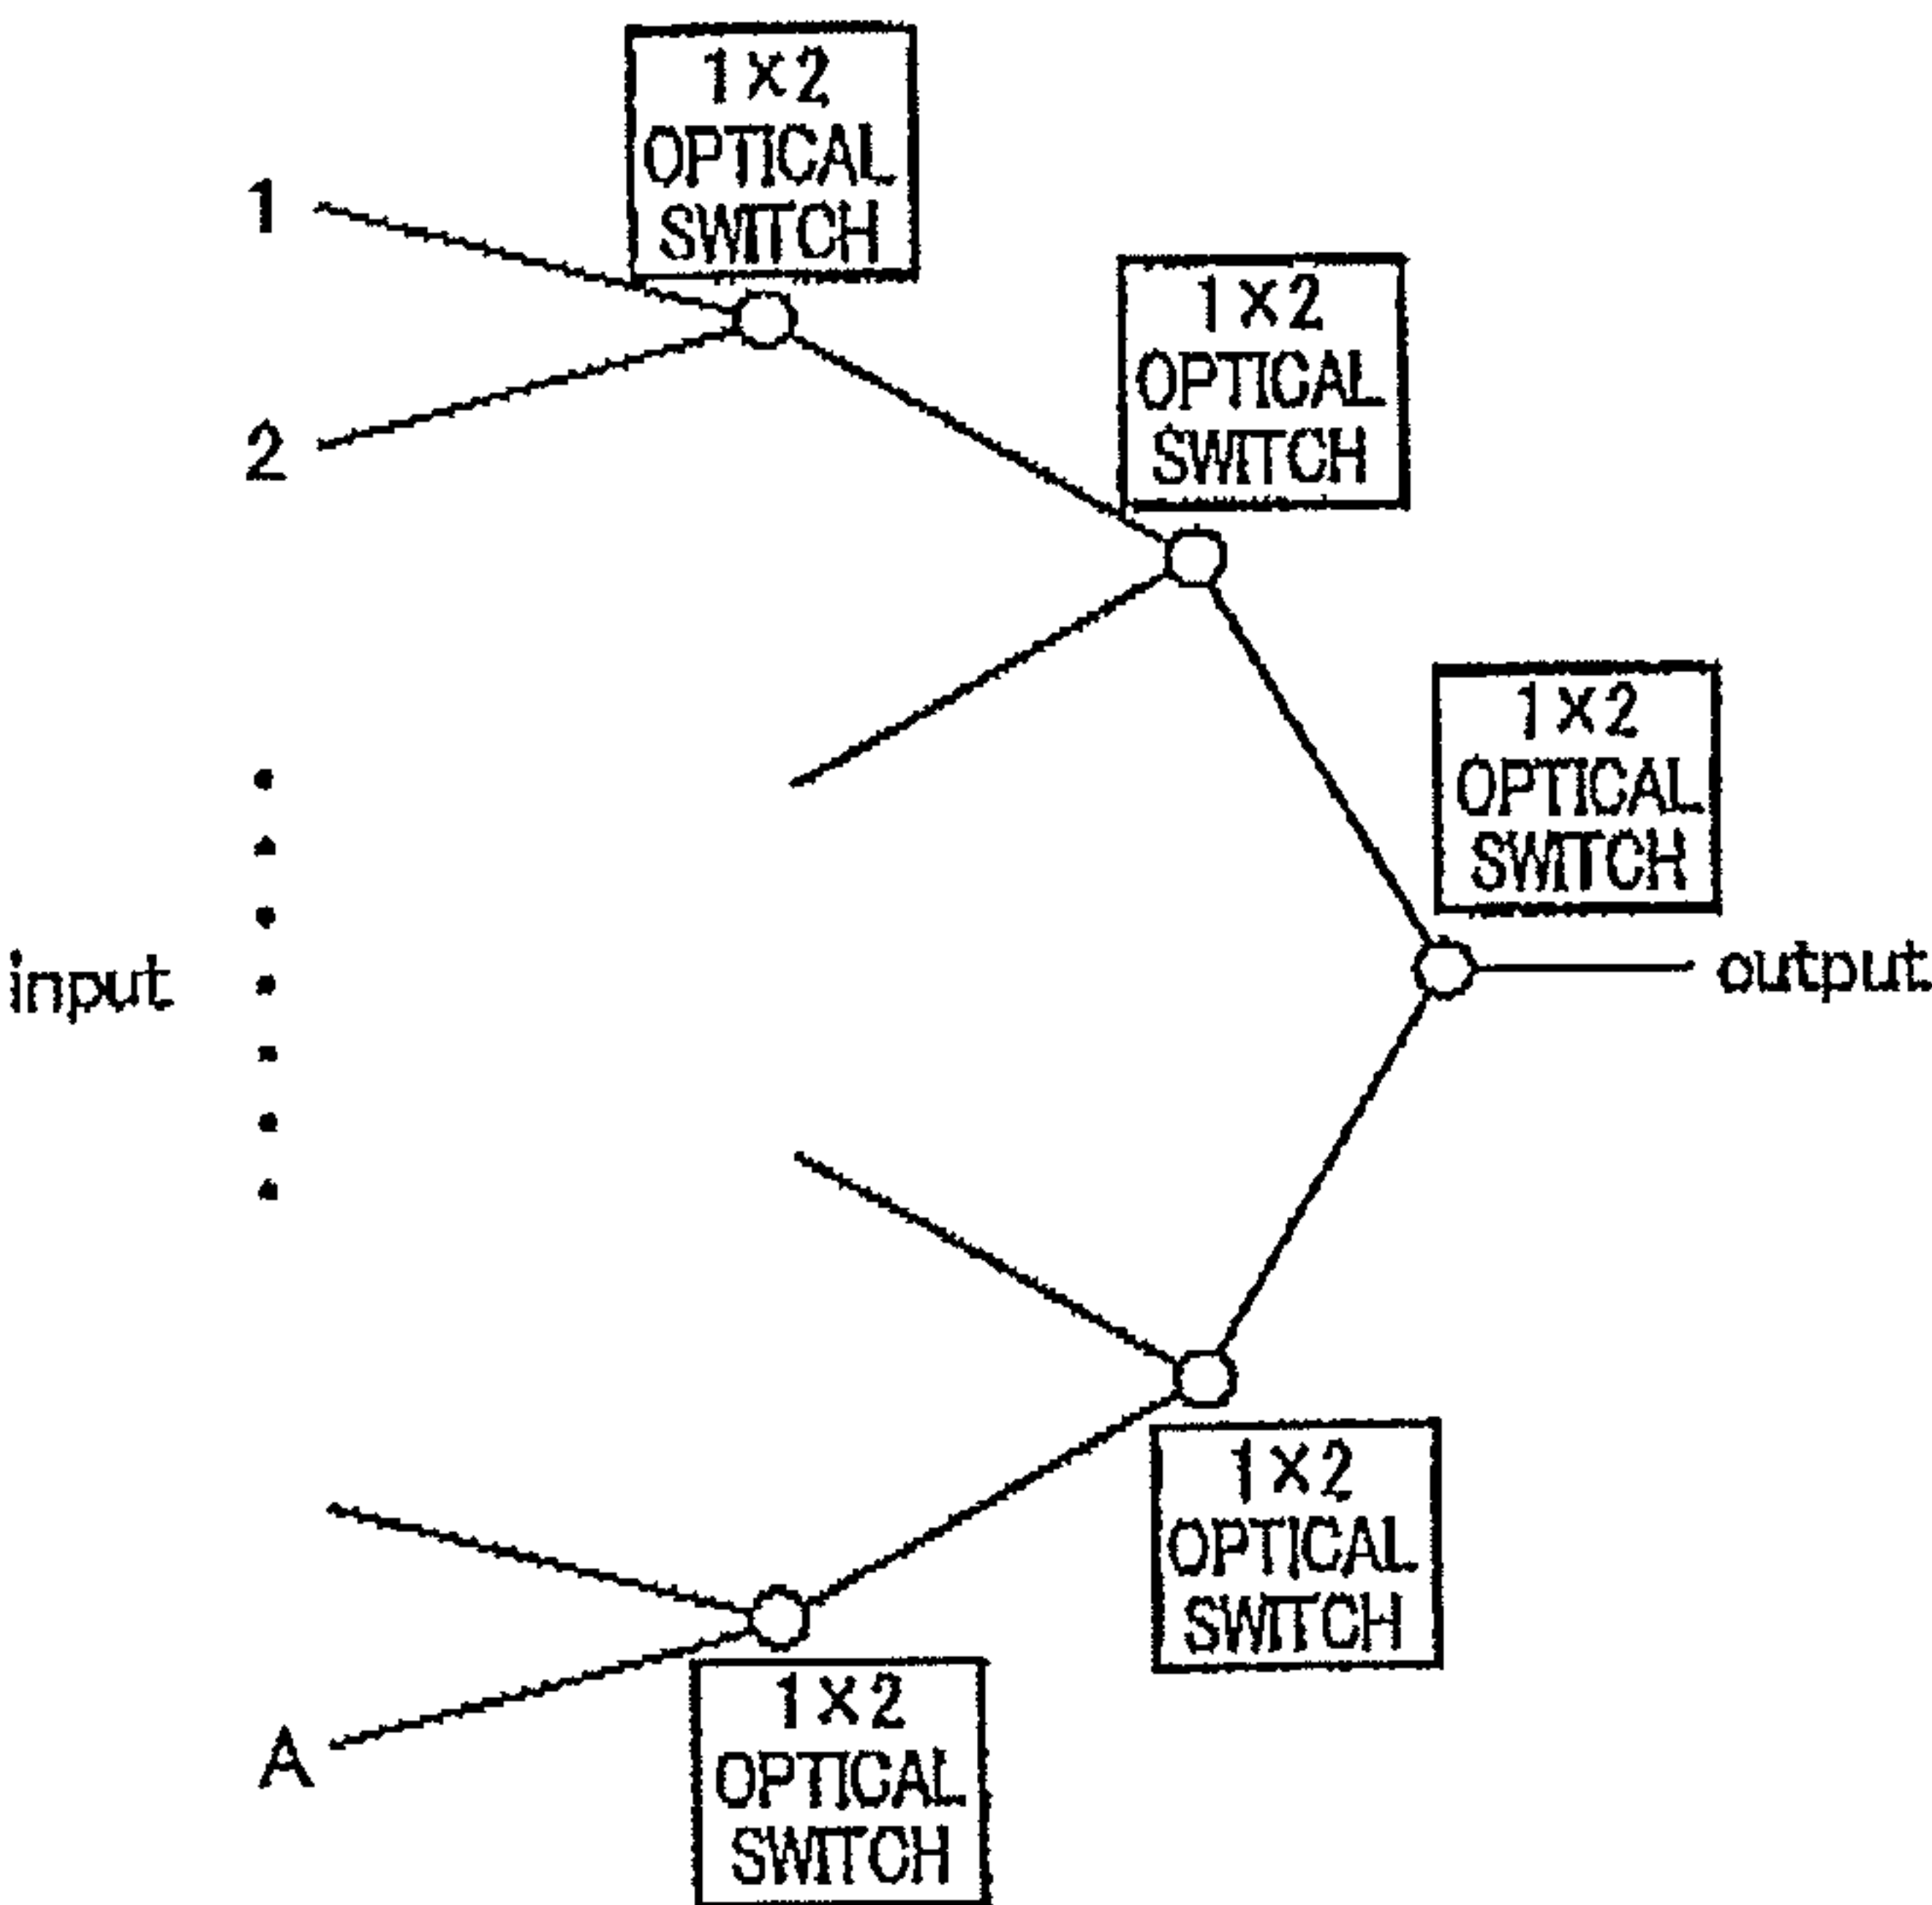 1×2
OPTICAL
SWITCH
1
2
1×2
OPTICAL
SWITCH
1×2
OPTICAL
SWITCH
input
output
1×2
OPTICAL
SWITCH
A
1×2
OPTICAL
SWITCH